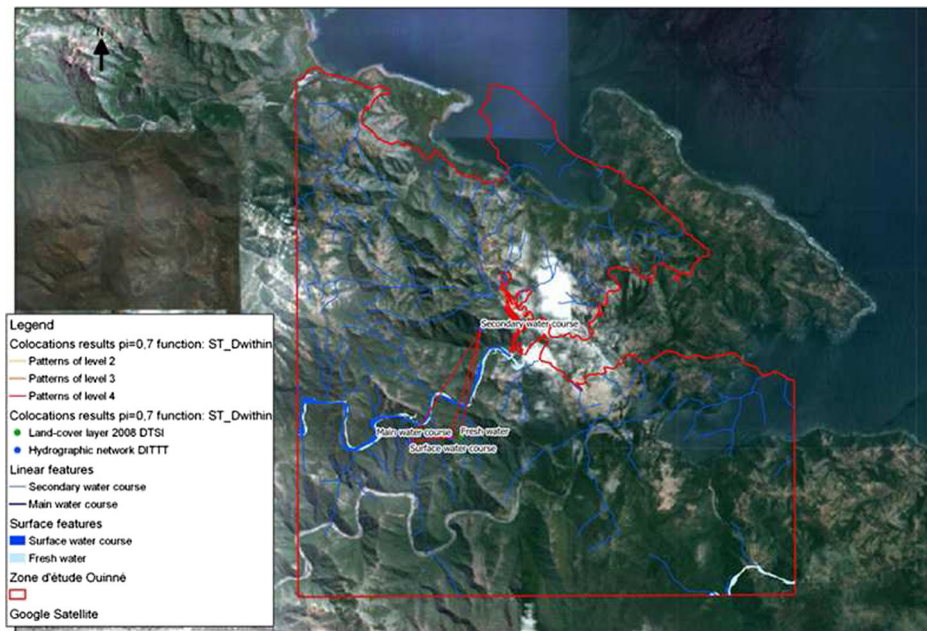 N
Secondary water course
Main water course
Fresh water
Surface water course
Legend
Colocations results pi=0,7 function: ST_Dwithin
Patterns of level 2
Patterns of level 3
Patterns of level 4
Colocations results pi=0,7 function: ST_Dwithin
Land-cover layer 2008 DTSI
Hydrographic network DITTT
Linear features
Secondary water course
Main water course
Surface features
Surface water course
Fresh water
Zone d'étude Ouinné
Google Satellite